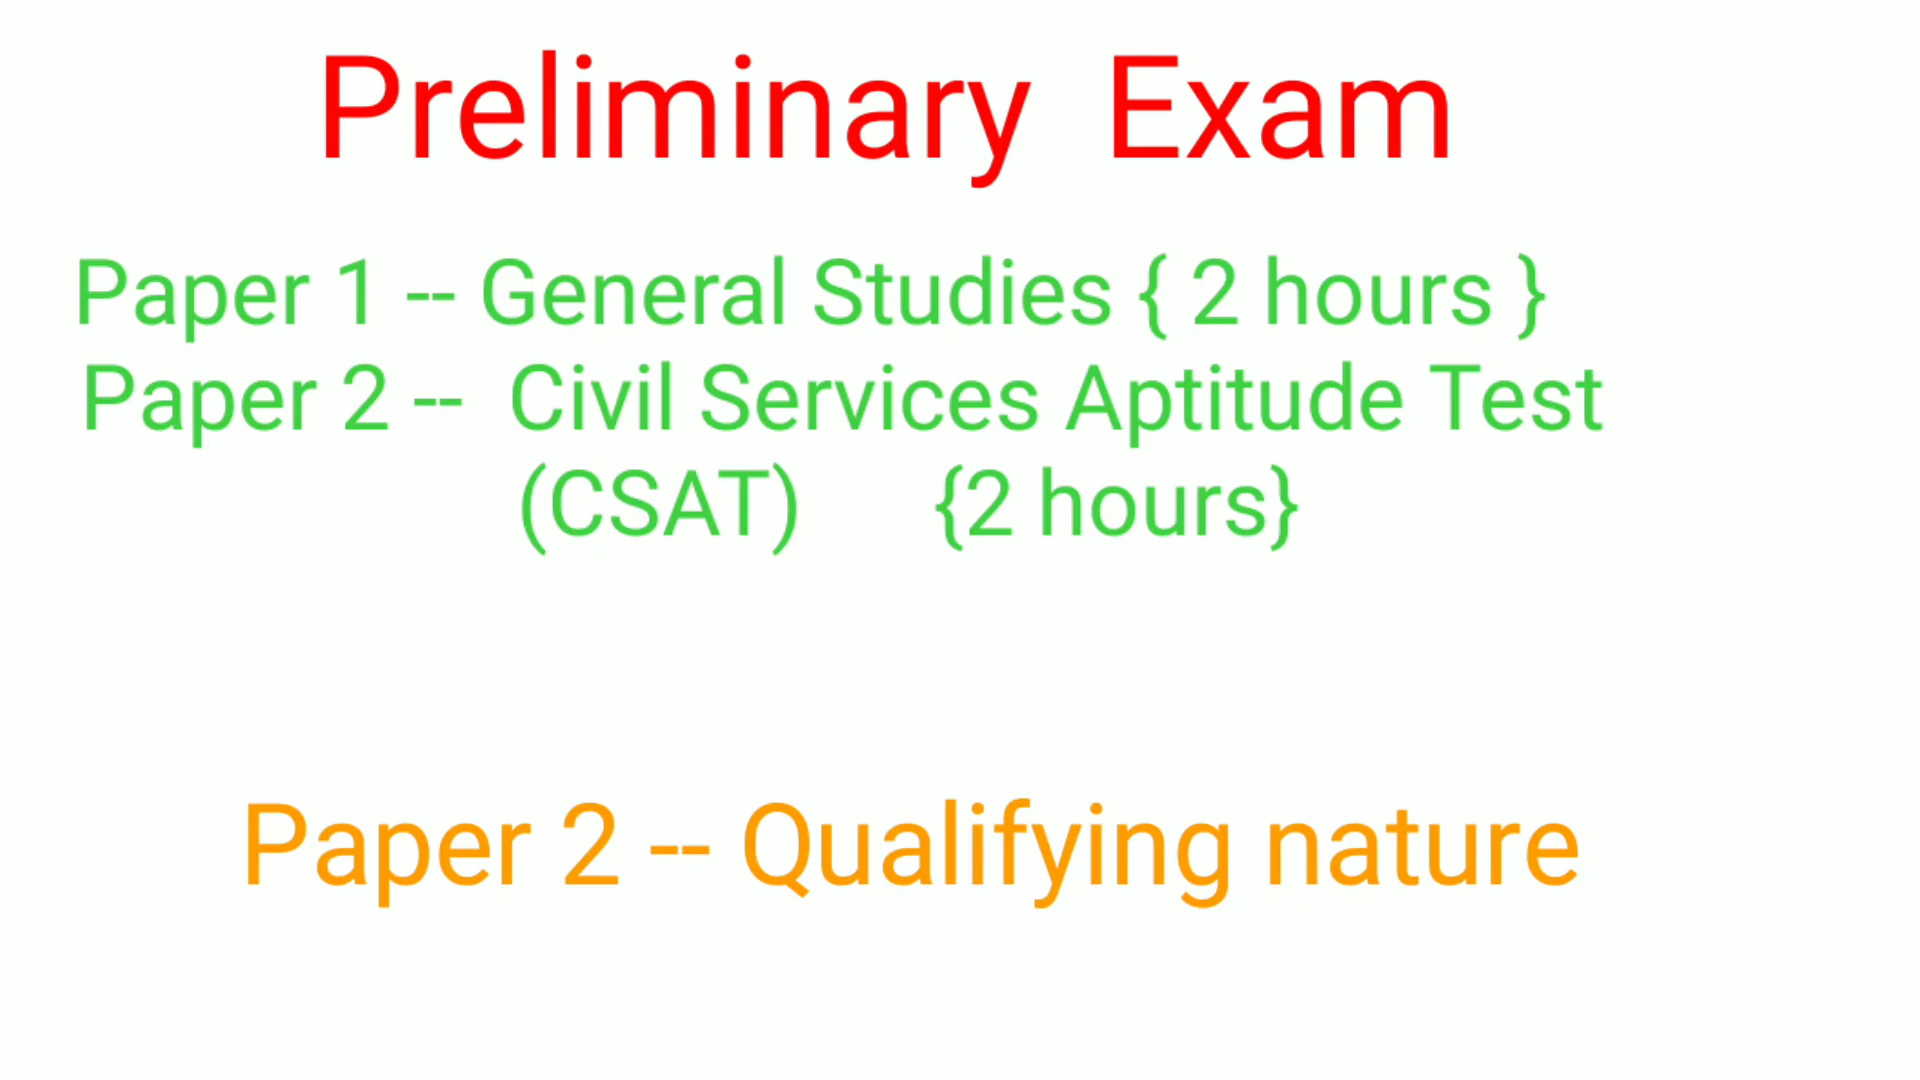 Preliminary Exam
Paper 1 -- General Studies { 2 hours }
Paper 2 -- Civil Services Aptitude Test
(CSAT) {2 hours}
Paper 2 -- Qualifying nature